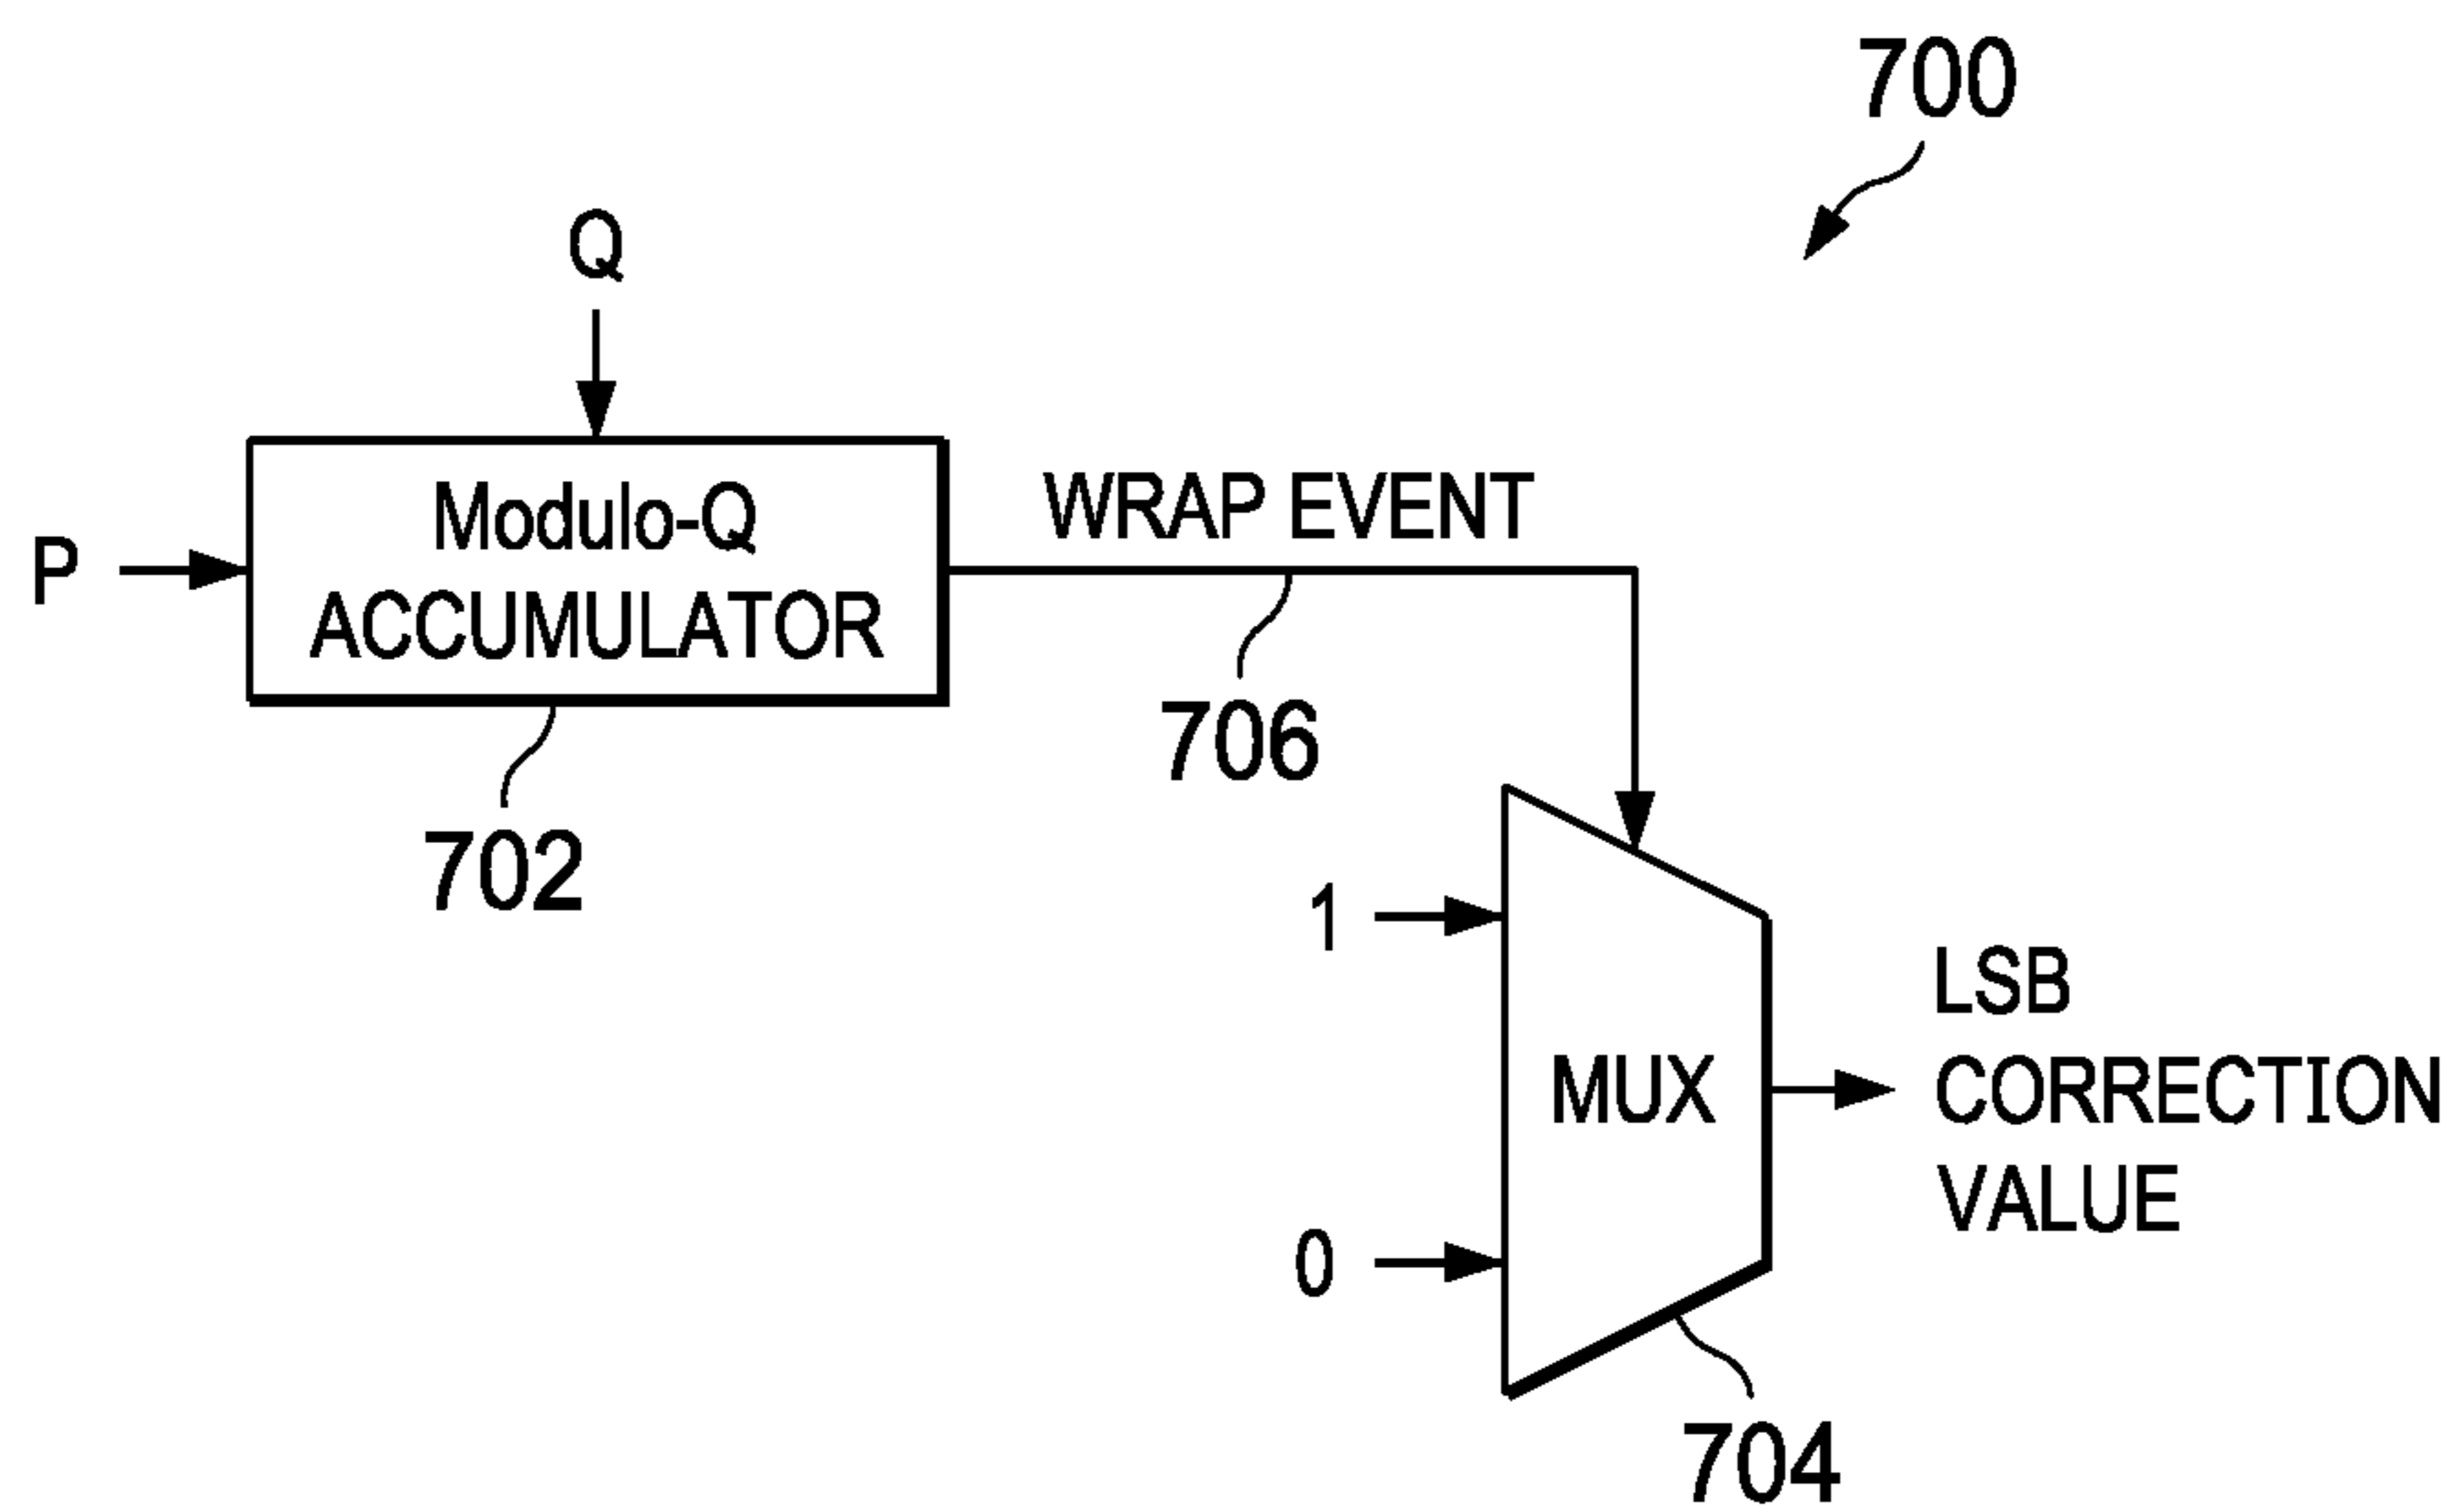 700
Q
P
Modulo-Q
ACCUMULATOR
WRAP EVENT
702
706
1
0
MUX
LSB
CORRECTION
VALUE
704